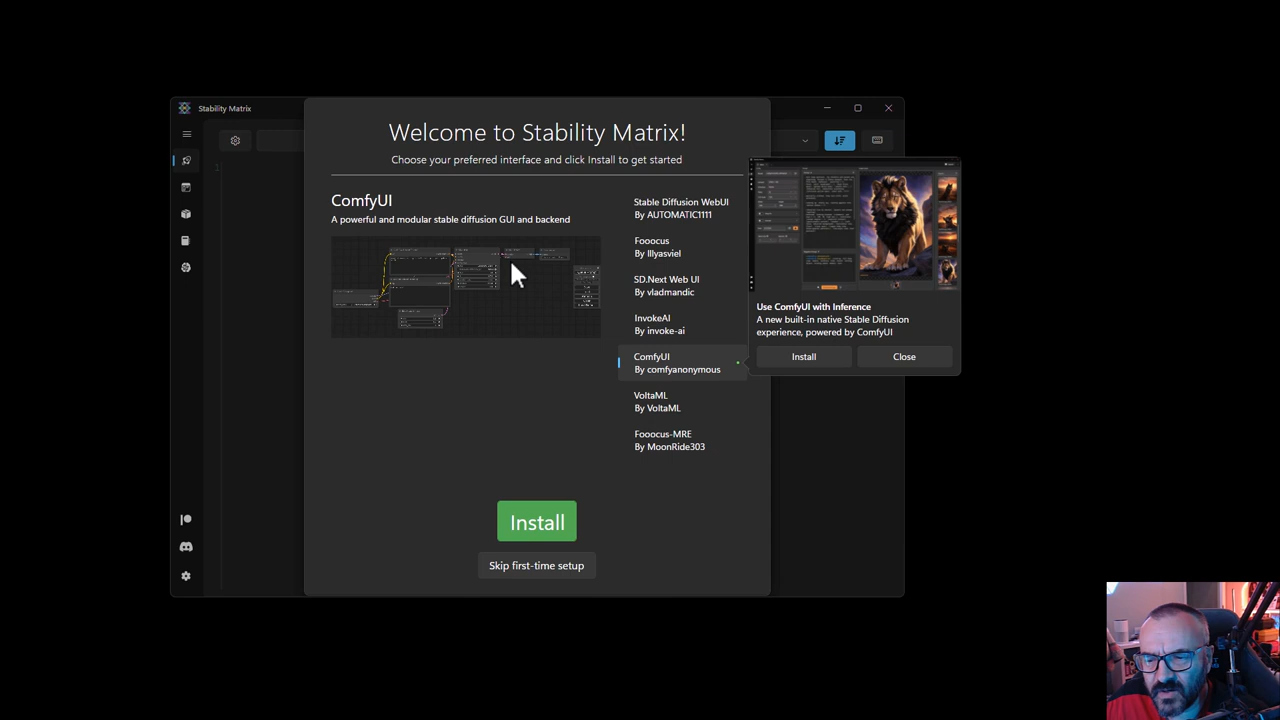 Stability Matrix
Welcome to Stability Matrix!
Choose your preferred interface and click Install to get started
ComfyUI
A powerful and modular stable diffusion GUI and backend
Stable Diffusion WebUI
By AUTOMATIC1111
Fooocus
By lllyasviel
SD.Next Web UI
By vladmandic
InvokeAI
By invoke-ai
ComfyUI
By comfyanonymous
VoltaML
By VoltaML
Fooocus-MRE
By MoonRide303
Use ComfyUI with Inference
A new built-in native Stable Diffusion
experience, powered by ComfyUI
Install
Close
Install
Skip first-time setup